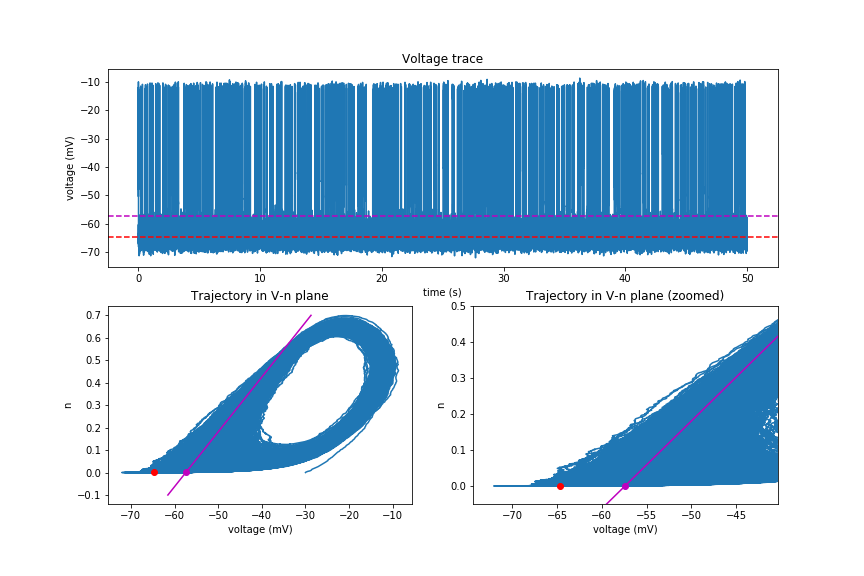 Voltage trace
−10
−20
−30
−40
−50
−60
−70
voltage (mV)
0 10 20 30 40 50
time (s)
Trajectory in V-n plane
0.7
0.6
0.5
0.4
0.3
0.2
0.1
0.0
−0.1
n
−70 −60 −50 −40 −30 −20 −10
voltage (mV)
Trajectory in V-n plane (zoomed)
0.5
0.4
0.3
0.2
0.1
0.0
n
−70 −65 −60 −55 −50 −45
voltage (mV)